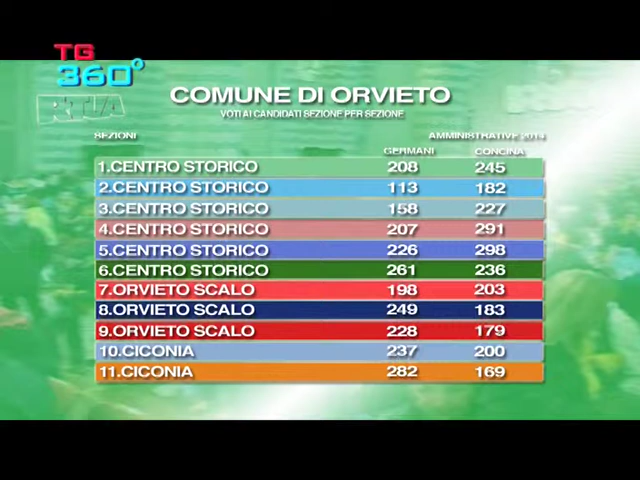 TG
360°
RTUA
COMUNE DI ORVIETO
VOTI AI CANDIDATI SEZIONE PER SEZIONE
SEZIONI AMMINISTRATIVE 2014
GERMANI CONCINA
1.CENTRO STORICO 208 245
2.CENTRO STORICO 113 182
3.CENTRO STORICO 158 227
4.CENTRO STORICO 207 291
5.CENTRO STORICO 226 298
6.CENTRO STORICO 261 236
7.ORVIETO SCALO 198 203
8.ORVIETO SCALO 249 183
9.ORVIETO SCALO 228 179
10.CICONIA 237 200
11.CICONIA 282 169